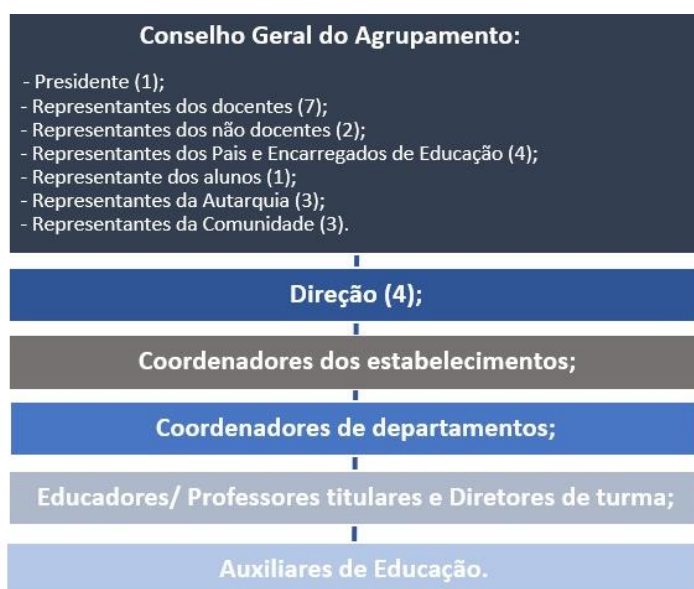 Conselho Geral do Agrupamento:
- Presidente (1);
- Representantes dos docentes (7);
- Representantes dos não docentes (2);
- Representantes dos Pais e Encarregados de Educação (4);
- Representante dos alunos (1);
- Representantes da Autarquia (3);
- Representantes da Comunidade (3).
Direção (4);
Coordenadores dos estabelecimentos;
Coordenadores de departamentos;
Educadores/ Professores titulares e Diretores de turma;
Auxiliares de Educação.